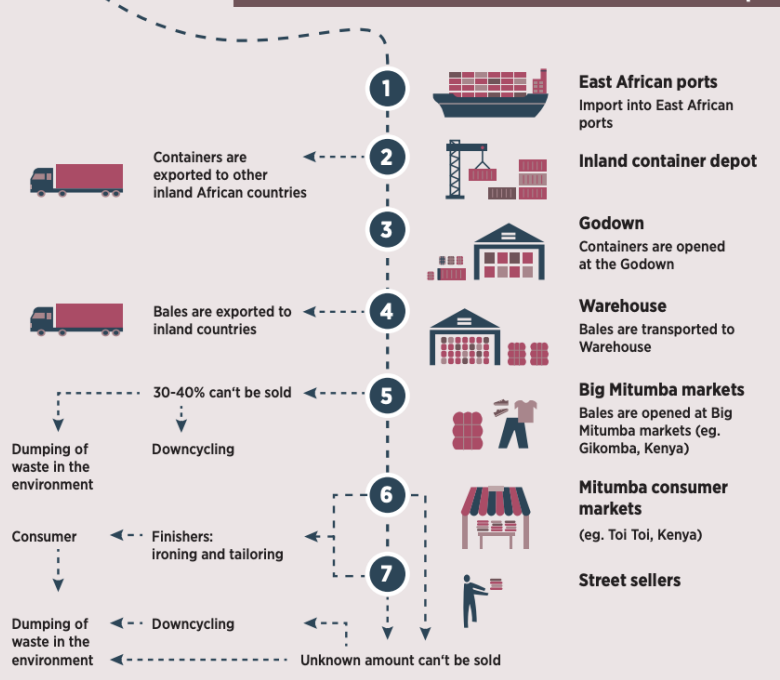 1
East African ports
Import into East African
ports
Containers are
exported to other
inland African countries
2
Inland container depot
3
Godown
Containers are opened
at the Godown
Bales are exported to
inland countries
4
Warehouse
Bales are transported to
Warehouse
30-40% can‘t be sold
5
Big Mitumba markets
Bales are opened at Big
Mitumba markets (eg.
Gikomba, Kenya)
Dumping of
waste in the
environment
Downcycling
6
Mitumba consumer
markets
(eg. Toi Toi, Kenya)
Consumer
Finishers:
ironing and tailoring
7
Street sellers
Dumping of
waste in the
environment
Downcycling
Unknown amount can‘t be sold